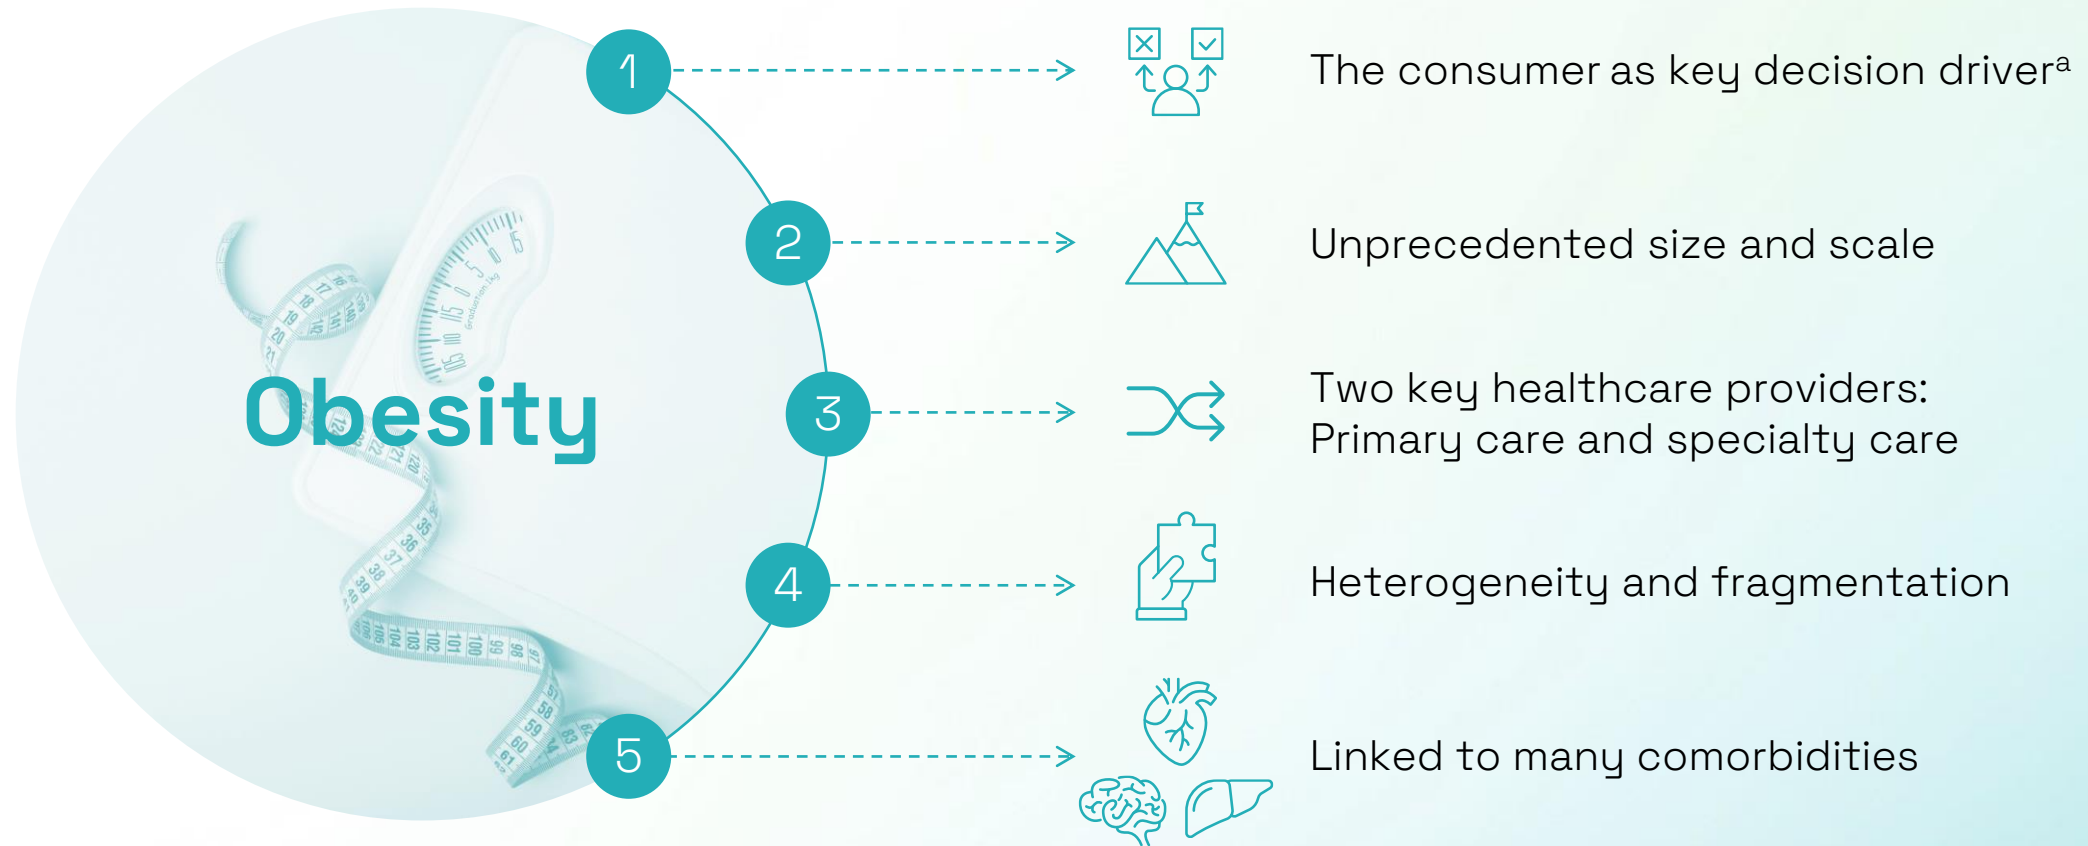 1
The consumer as key decision driverᵃ
2
Unprecedented size and scale
Obesity
3
Two key healthcare providers:
Primary care and specialty care
4
Heterogeneity and fragmentation
5
Linked to many comorbidities